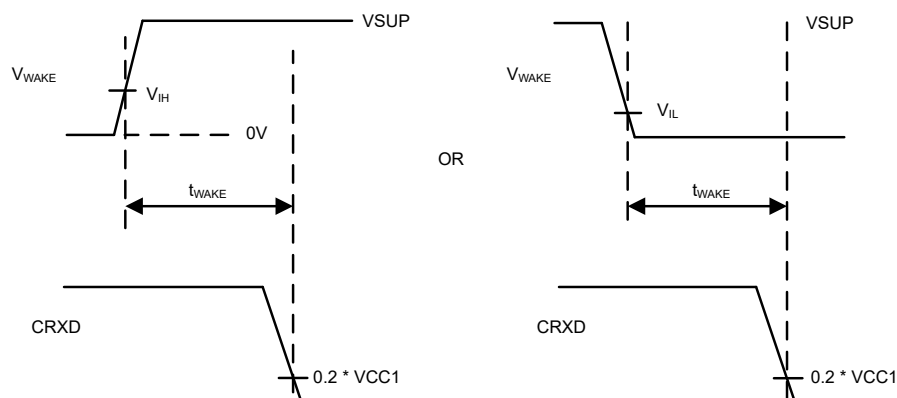 VSUP
VWAKE
VIH
0V
tWAKE
CRXD
0.2 * VCC1
OR
VSUP
VWAKE
VIL
tWAKE
CRXD
0.2 * VCC1